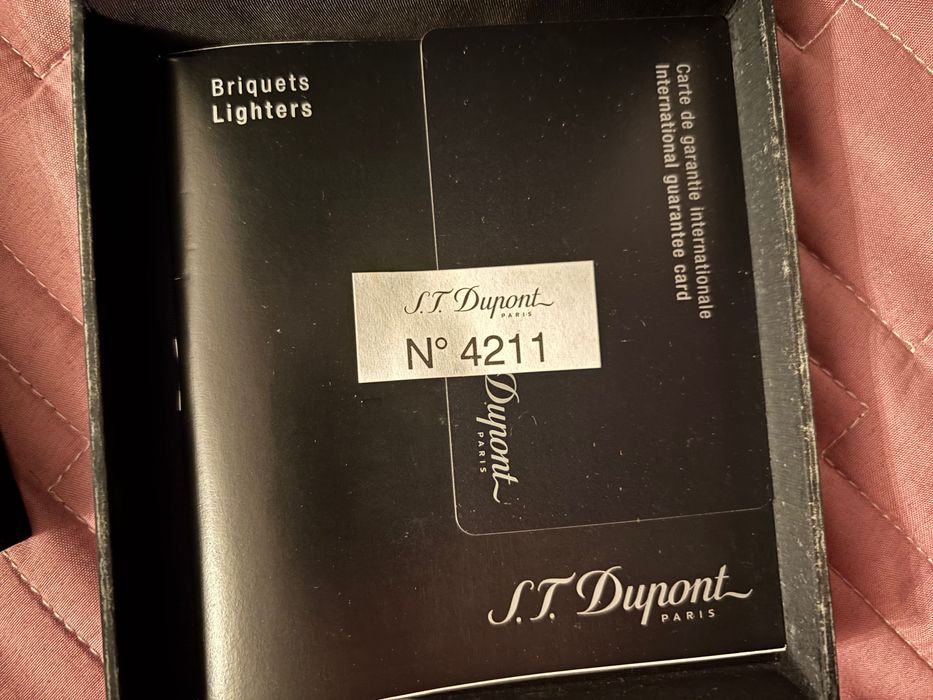 Briquets
Lighters
Carte de garantie internationale
International guarantee card
S.T. Dupont
PARIS
N° 4211
Dupont
PARIS
S.T. Dupont
PARIS